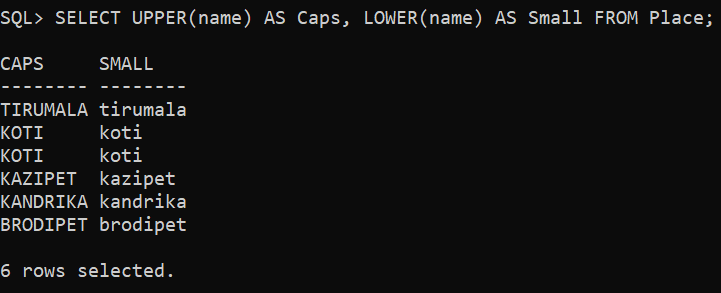 SQL> SELECT UPPER(name) AS Caps, LOWER(name) AS Small FROM Place;
CAPS     SMALL
-------- --------
TIRUMALA tirumala
KOTI     koti
KOTI     koti
KAZIPET  kazipet
KANDRIKA kandrika
BRODIPET brodipet
6 rows selected.